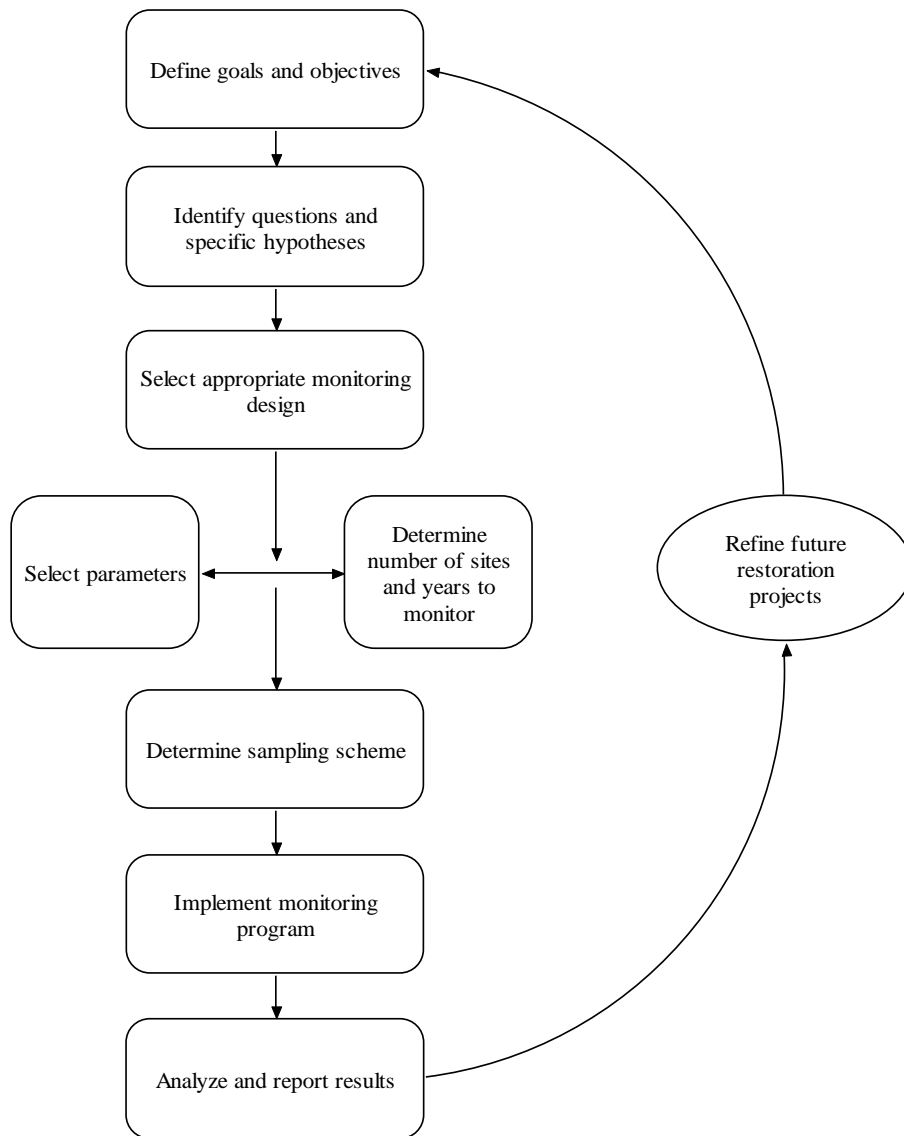 Define goals and objectives
Identify questions and
specific hypotheses
Select appropriate monitoring
design
Select parameters
Determine
number of sites
and years to
monitor
Refine future
restoration
projects
Determine sampling scheme
Implement monitoring
program
Analyze and report results